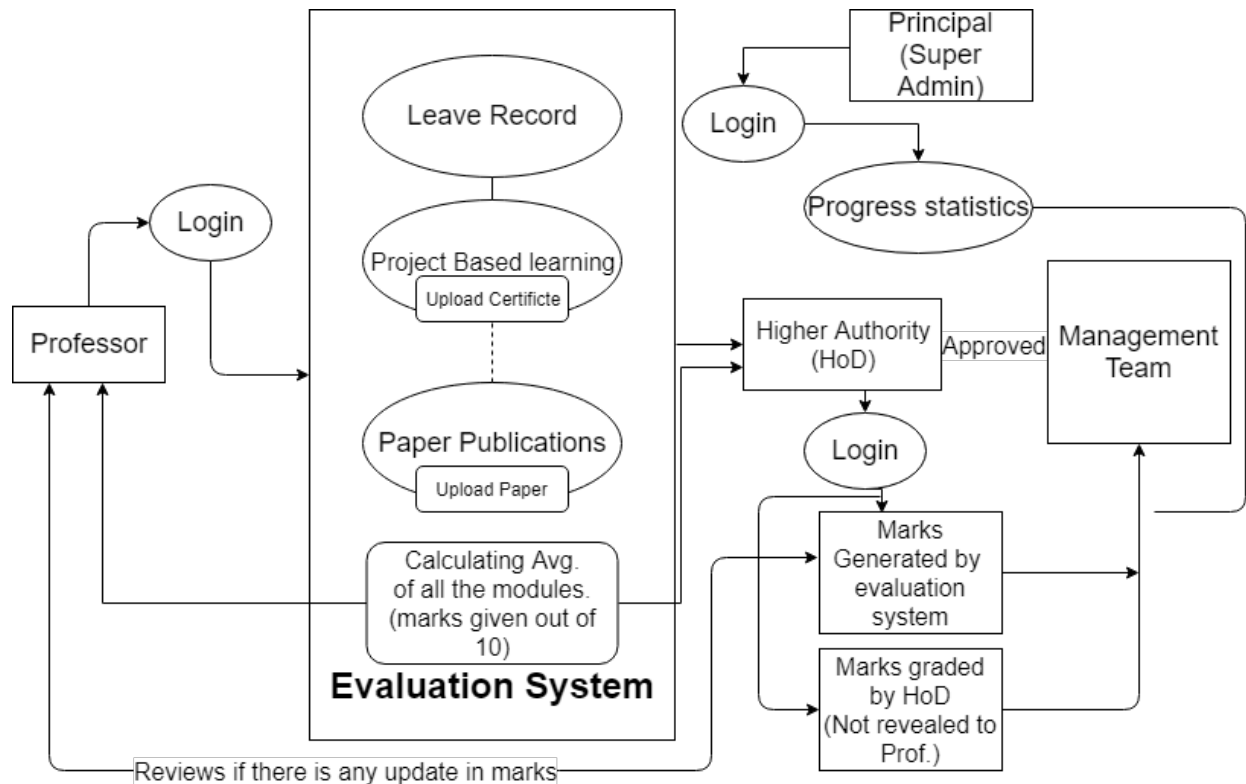 Principal
(Super
Admin)
Leave Record
Login
Login
Progress statistics
Project Based learning
Upload Certificte
Professor
Higher Authority
(HoD)
Approved
Management
Team
Paper Publications
Upload Paper
Login
Calculating Avg.
of all the modules.
(marks given out of
10)
Marks
Generated by
evaluation
system
Evaluation System
Marks graded
by HoD
(Not revealed to
Prof.)
Reviews if there is any update in marks